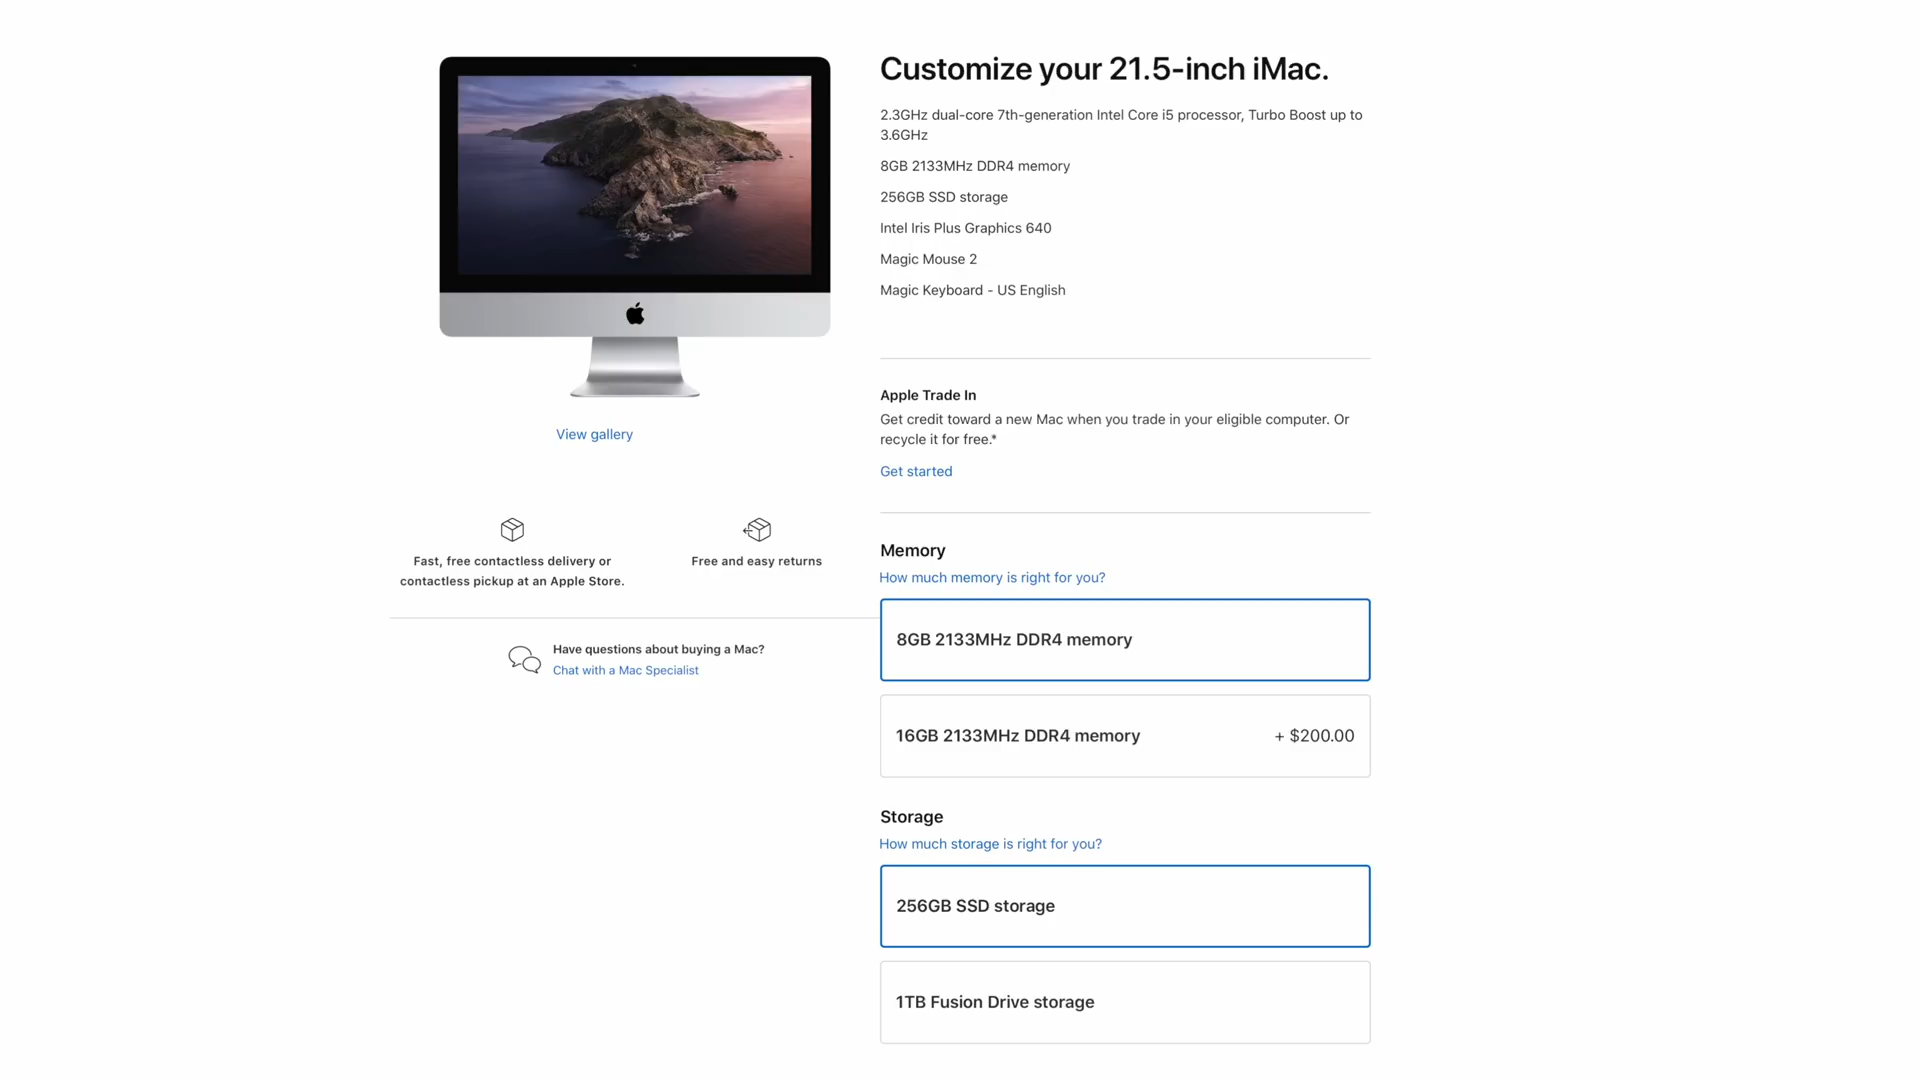 Customize your 21.5-inch iMac.
2.3GHz dual-core 7th-generation Intel Core i5 processor, Turbo Boost up to
3.6GHz
8GB 2133MHz DDR4 memory
256GB SSD storage
Intel Iris Plus Graphics 640
Magic Mouse 2
Magic Keyboard - US English
View gallery
Fast, free contactless delivery or
contactless pickup at an Apple Store.
Free and easy returns
Have questions about buying a Mac?
Chat with a Mac Specialist
Apple Trade In
Get credit toward a new Mac when you trade in your eligible computer. Or
recycle it for free.*
Get started
Memory
How much memory is right for you?
8GB 2133MHz DDR4 memory
16GB 2133MHz DDR4 memory + $200.00
Storage
How much storage is right for you?
256GB SSD storage
1TB Fusion Drive storage